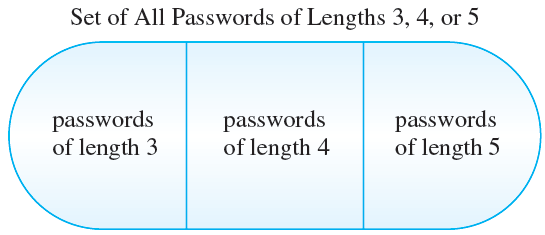 Set of All Passwords of Lengths 3, 4, or 5
passwords
of length 3
passwords
of length 4
passwords
of length 5